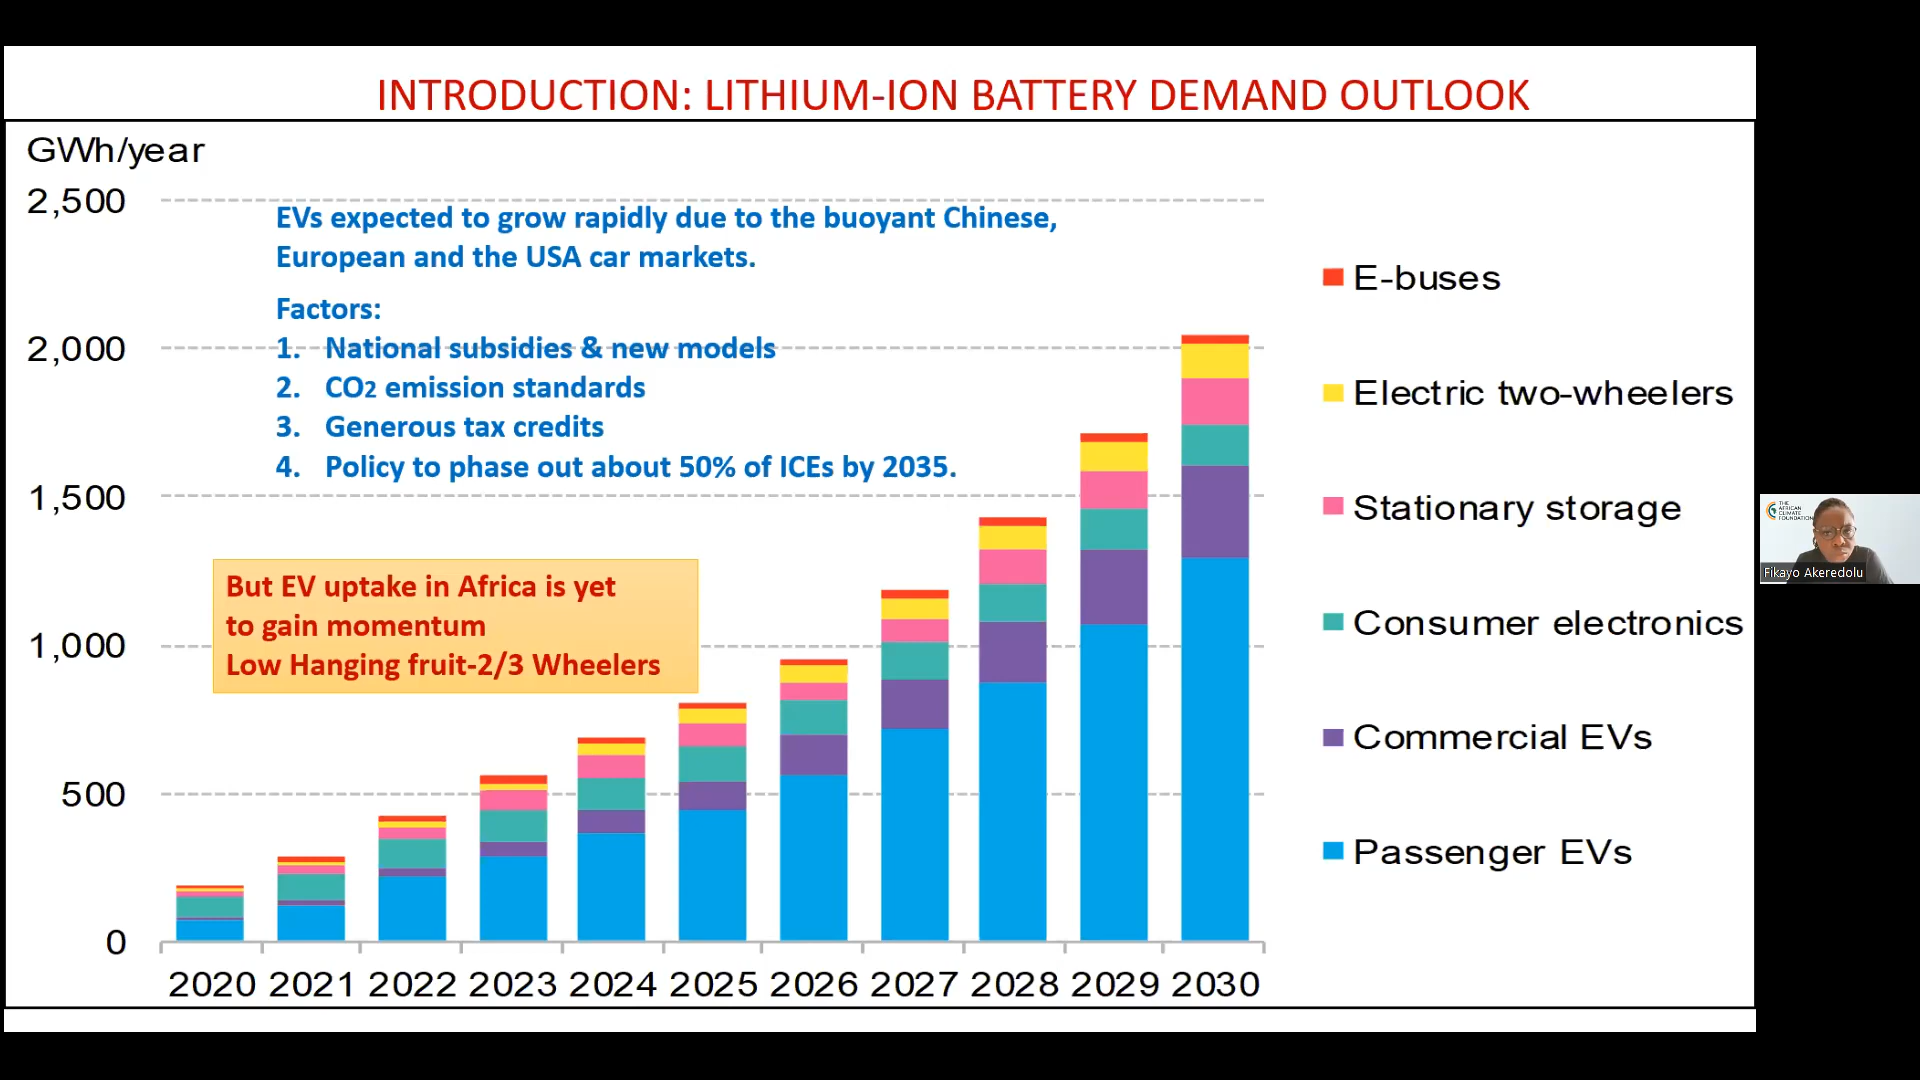 INTRODUCTION: LITHIUM-ION BATTERY DEMAND OUTLOOK
GWh/year
2,500
2,000
1,500
1,000
500
0
EVs expected to grow rapidly due to the buoyant Chinese,
European and the USA car markets.
Factors:
1. National subsidies & new models
2. CO2 emission standards
3. Generous tax credits
4. Policy to phase out about 50% of ICEs by 2035.
But EV uptake in Africa is yet
to gain momentum
Low Hanging fruit-2/3 Wheelers
2020 2021 2022 2023 2024 2025 2026 2027 2028 2029 2030
E-buses
Electric two-wheelers
Stationary storage
Consumer electronics
Commercial EVs
Passenger EVs
THE
AFRICAN
CLIMATE
FOUNDATION
Fikayo Akeredolu